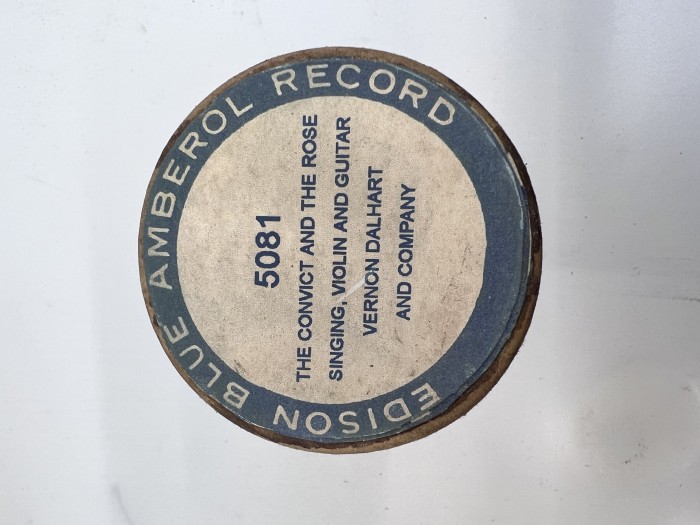 EDISON BLUE AMBEROL RECORD
5081
THE CONVICT AND THE ROSE
SINGING, VIOLIN AND GUITAR
VERNON DALHART
AND COMPANY